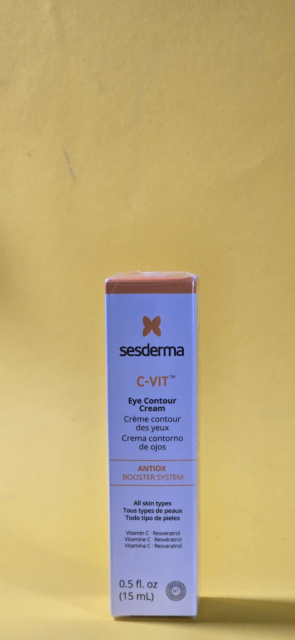 sesderma
C-VIT™
Eye Contour
Cream
Crème contour
des yeux
Crema contorno
de ojos
ANTIOX
BOOSTER SYSTEM
All skin types
Tous types de peaux
Todo tipo de pieles
Vitamin C · Resveratrol
Vitamine C · Resvératrol
Vitamina C · Resveratrol
0.5 fl. oz
(15 mL)